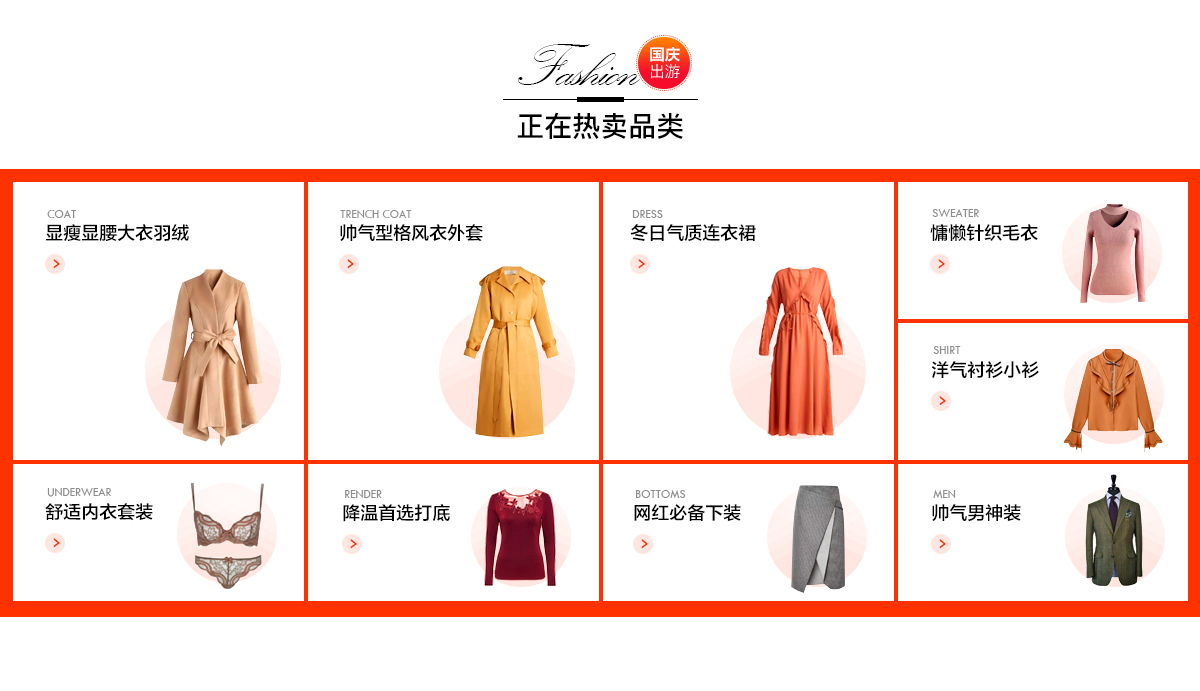 Fashion
国庆
出游
正在热卖品类
COAT
显瘦显腰大衣羽绒
TRENCH COAT
帅气型格风衣外套
DRESS
冬日气质连衣裙
SWEATER
慵懒针织毛衣
SHIRT
洋气衬衫小衫
UNDERWEAR
舒适内衣套装
RENDER
降温首选打底
BOTTOMS
网红必备下装
MEN
帅气男神装